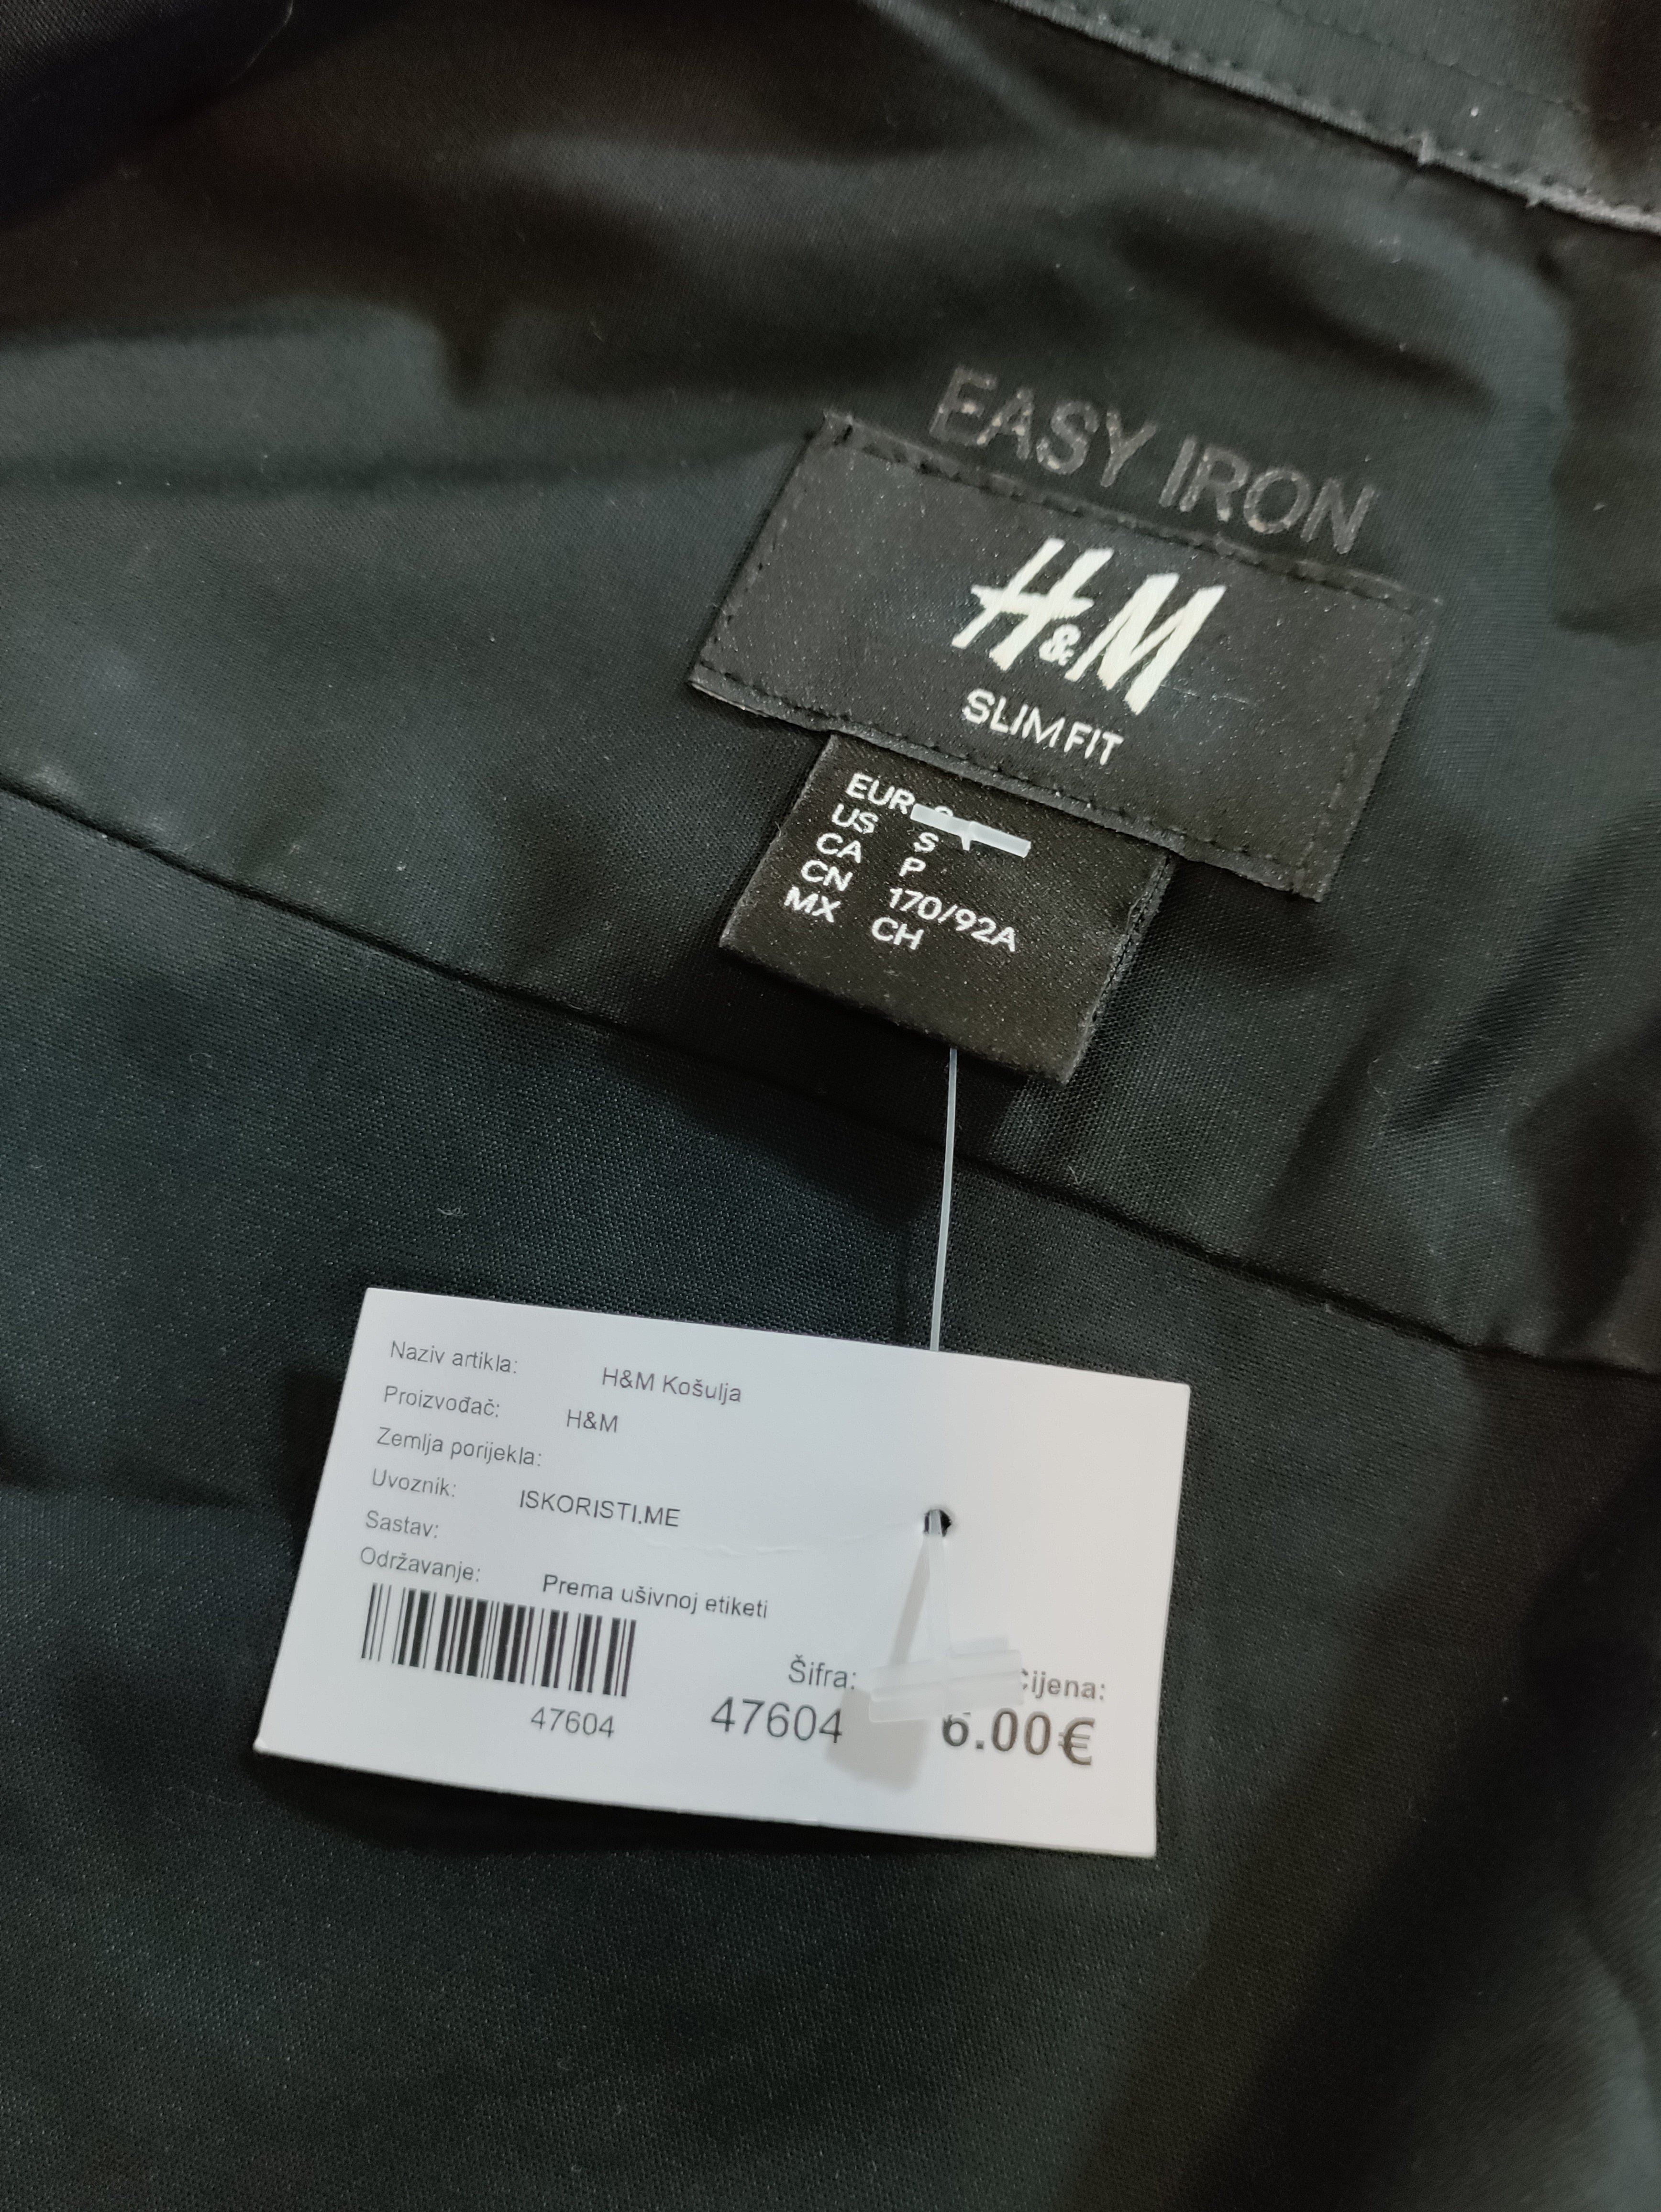 EASY IRON
H&M
SLIM FIT
EUR
US S
CA P
CN 170/92A
MX CH
Naziv artikla: H&M Košulja
Proizvođač: H&M
Zemlja porijekla:
Uvoznik: ISKORISTI.ME
Sastav:
Održavanje: Prema ušivnoj etiketi
47604
Šifra: Cijena:
47604 6.00€